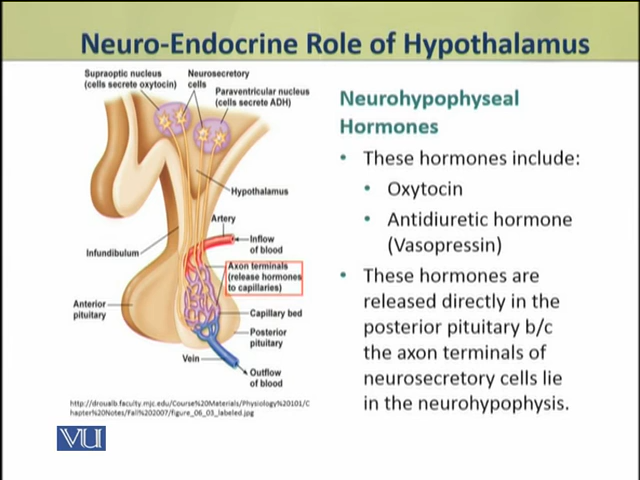 Neuro-Endocrine Role of Hypothalamus
Supraoptic nucleus
(cells secrete oxytocin)
Neurosecretory
cells
Paraventricular nucleus
(cells secrete ADH)
Hypothalamus
Artery
Inflow
of blood
Infundibulum
Axon terminals
(release hormones
to capillaries)
Anterior
pituitary
Capillary bed
Posterior
pituitary
Vein
Outflow
of blood
http://droualb.faculty.mjc.edu/Course%20Materials/Physiology%20101/C
hapter%20Notes/Fall%202007/figure_06_03_labeled.jpg
VU
Neurohypophyseal
Hormones
• These hormones include:
• Oxytocin
• Antidiuretic hormone
(Vasopressin)
• These hormones are
released directly in the
posterior pituitary b/c
the axon terminals of
neurosecretory cells lie
in the neurohypophysis.